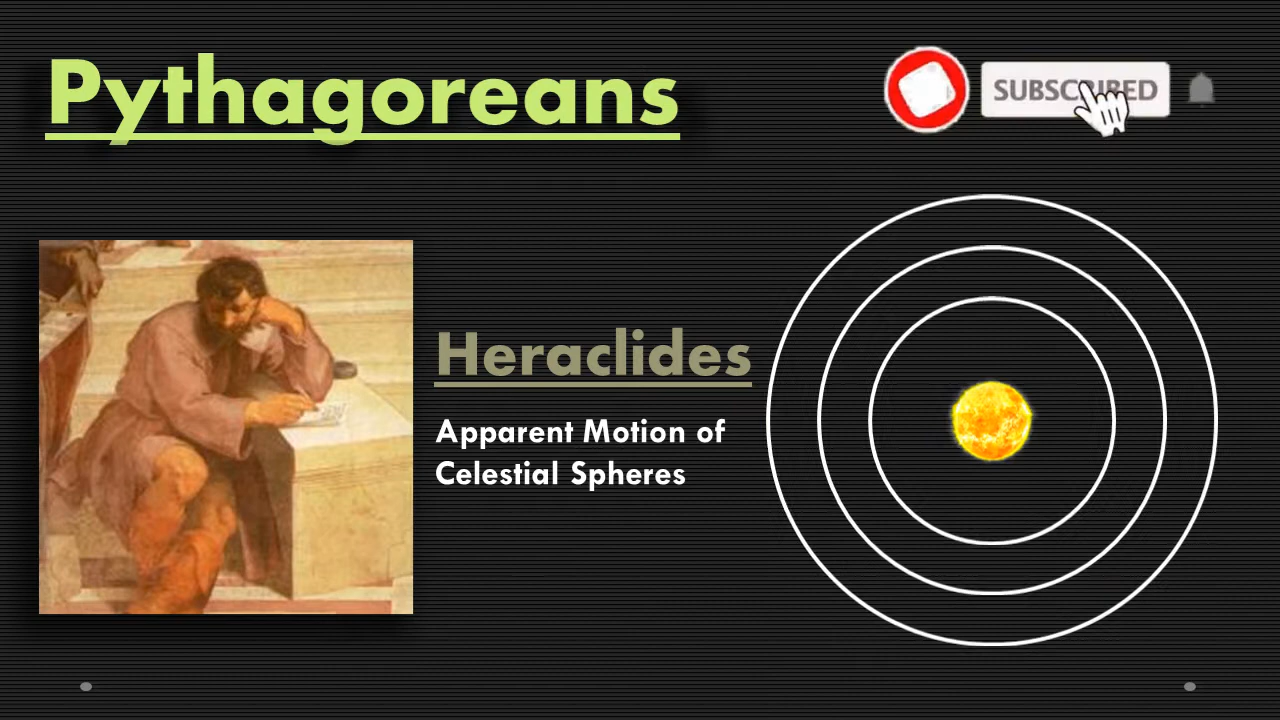 Pythagoreans
SUBSCRIBED
Heraclides
Apparent Motion of
Celestial Spheres